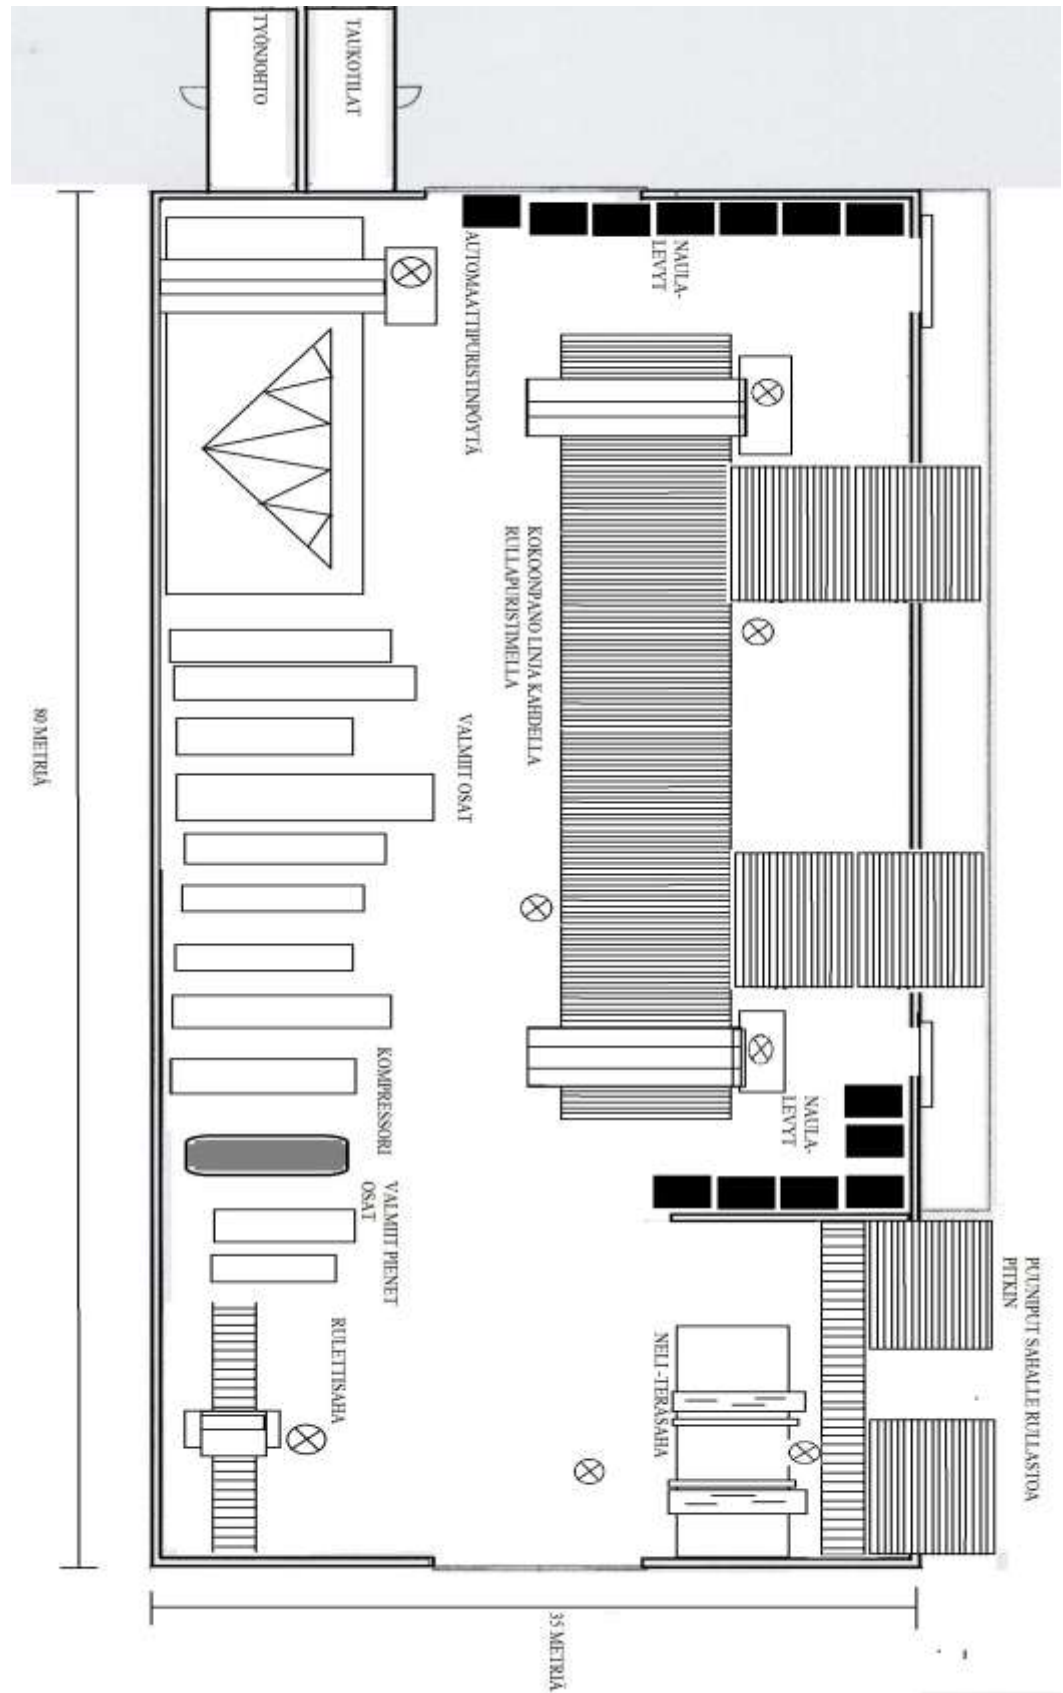 TYÖNJOHTO
TAUKOTILAT
NAULA-
LEVYT
AUTOMAATTIPURISTINPÖYTÄ
KOKOONPANO LINJA KAHDELLA
RULLAPURISTIMELLA
VALMIIT OSAT
80 METRIÄ
KOMPRESSORI
NAULA-
LEVYT
VALMIIT PIENET
OSAT
PUUNIPUT SAHALLE RULLASTOA
PITKIN
RULETTISAHA
NELI -TERÄSAHA
35 METRIÄ